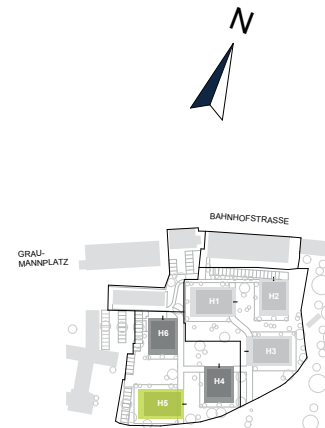 N
BAHNHOFSTRASSE
GRAU-
MANNPLATZ
H1
H2
H6
H3
H4
H5